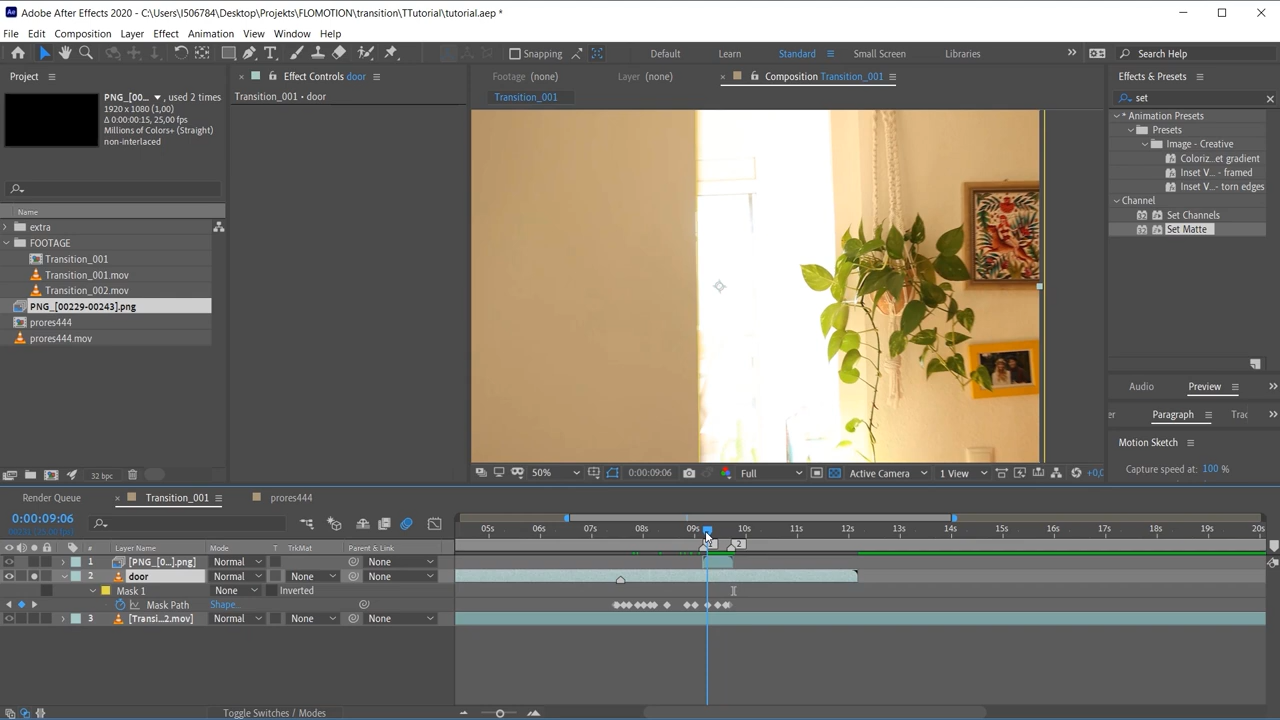 Adobe After Effects 2020 - C:\Users\I506784\Desktop\Projekts\FLOMOTION\transition\TTutorial\tutorial.aep *
File Edit Composition Layer Effect Animation View Window Help
Snapping Default Learn Standard Small Screen Libraries Search Help
Project
PNG_[00... ▼, used 2 times
1920 x 1080 (1,00)
Δ 0:00:00:15, 25,00 fps
Millions of Colors+ (Straight)
non-interlaced
Name
extra
FOOTAGE
Transition_001
Transition_001.mov
Transition_002.mov
PNG_[00229-00243].png
prores444
prores444.mov
32 bpc
Effect Controls door
Transition_001 • door
Footage (none) Layer (none) Composition Transition_001
Transition_001
50% 0:00:09:06 Full Active Camera 1 View +0,0
Effects & Presets
set
* Animation Presets
Presets
Image - Creative
Coloriz...et gradient
Inset V... - framed
Inset V...- torn edges
Channel
Set Channels
Set Matte
Audio Preview
er Paragraph Trac
Motion Sketch
Capture speed at: 100 %
Render Queue Transition_001 prores444
0:00:09:06
05s 06s 07s 08s 09s 10s 11s 12s 13s 14s 15s 16s 17s 18s 19s 20s
# Layer Name Mode T TrkMat Parent & Link
1 [PNG_[0...].png] Normal None
2 door Normal None None
Mask 1 None Inverted
Mask Path Shape...
3 [Transi...2.mov] Normal None None
2
Toggle Switches / Modes